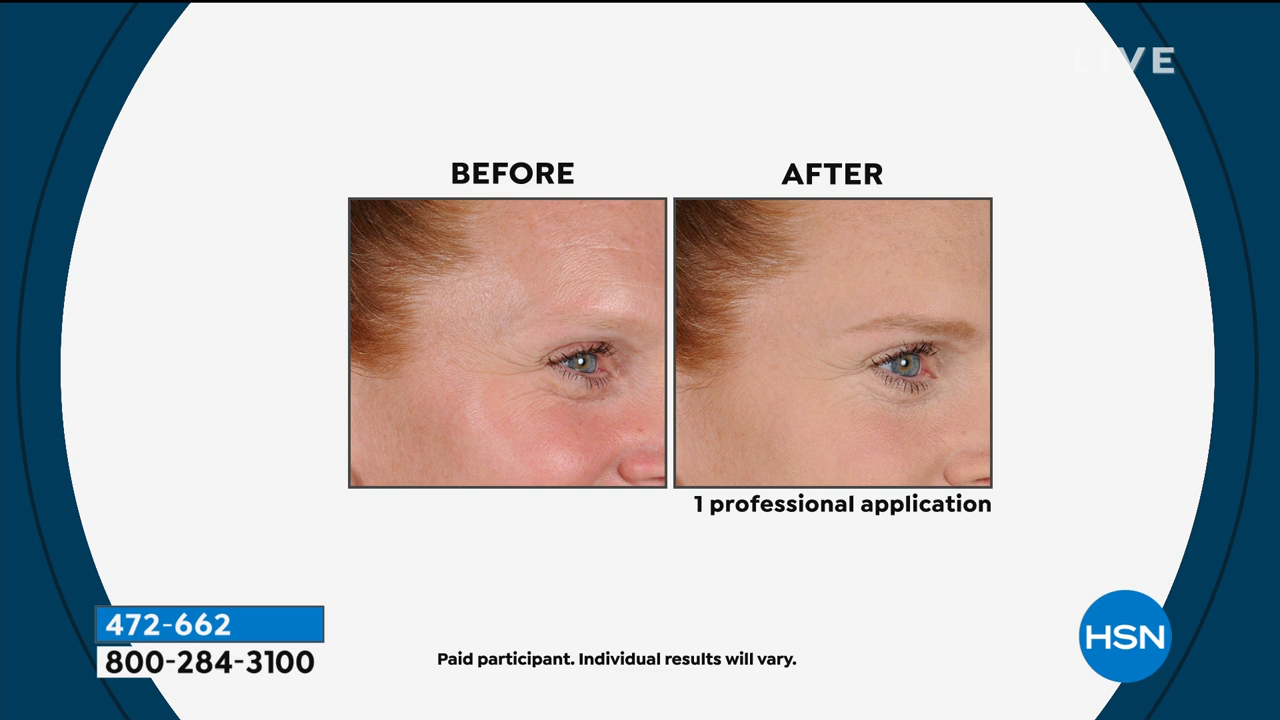 LIVE
BEFORE
AFTER
1 professional application
472-662
800-284-3100
Paid participant. Individual results will vary.
HSN